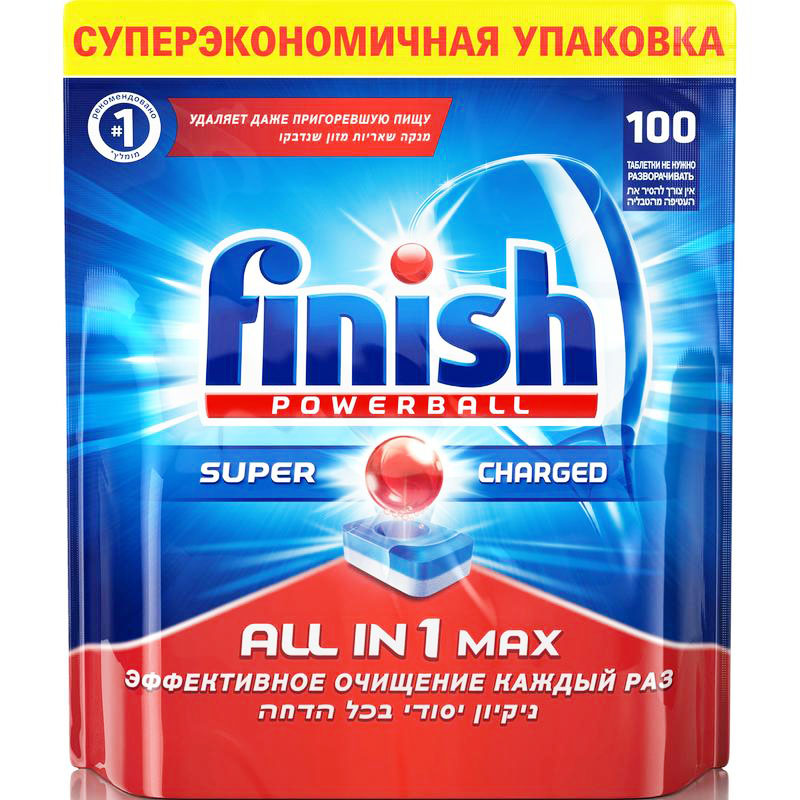 СУПЕРЭКОНОМИЧНАЯ УПАКОВКА
рекомендовано
#1
מומלץ*
УДАЛЯЕТ ДАЖЕ ПРИГОРЕВШУЮ ПИЩУ
מנקה שאריות מזון שנדבקו
100
ТАБЛЕТКИ НЕ НУЖНО
РАЗВОРАЧИВАТЬ
אין צורך להסיר את
העטיפה מהטבליה
finish
POWERBALL
SUPER CHARGED
ALL IN 1 MAX
ЭФФЕКТИВНОЕ ОЧИЩЕНИЕ КАЖДЫЙ РАЗ
ניקיון יסודי בכל הדחה